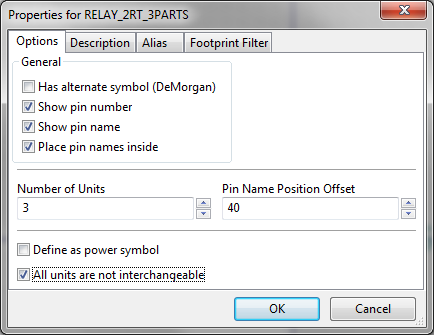 Properties for RELAY_2RT_3PARTS
Options Description Alias Footprint Filter
General
Has alternate symbol (DeMorgan)
Show pin number
Show pin name
Place pin names inside
Number of Units Pin Name Position Offset
3 40
Define as power symbol
All units are not interchangeable
OK Cancel